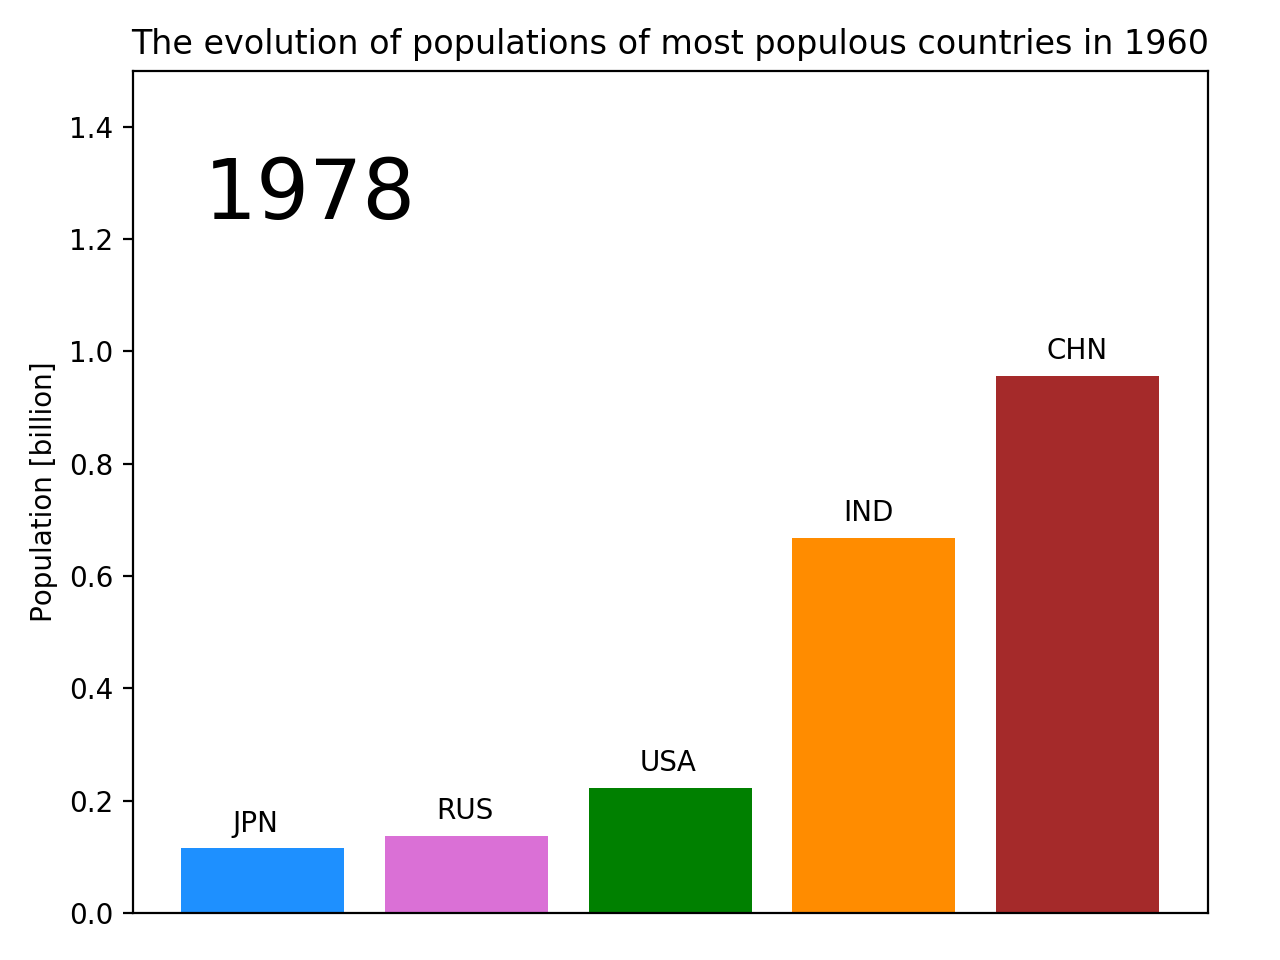 The evolution of populations of most populous countries in 1960
1978
Population [billion]
1.4
1.2
1.0
0.8
0.6
0.4
0.2
0.0
JPN
RUS
USA
IND
CHN